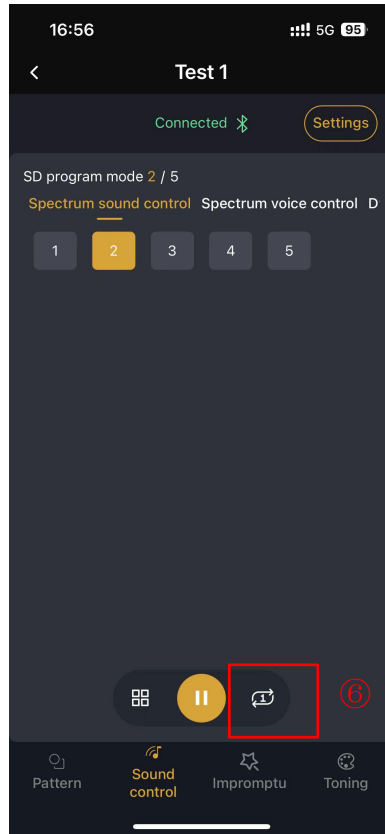 16:56 5G 95
Test 1
Connected Settings
SD program mode 2 / 5
Spectrum sound control Spectrum voice control D
1 2 3 4 5
1
⑥
Pattern Sound control Impromptu Toning